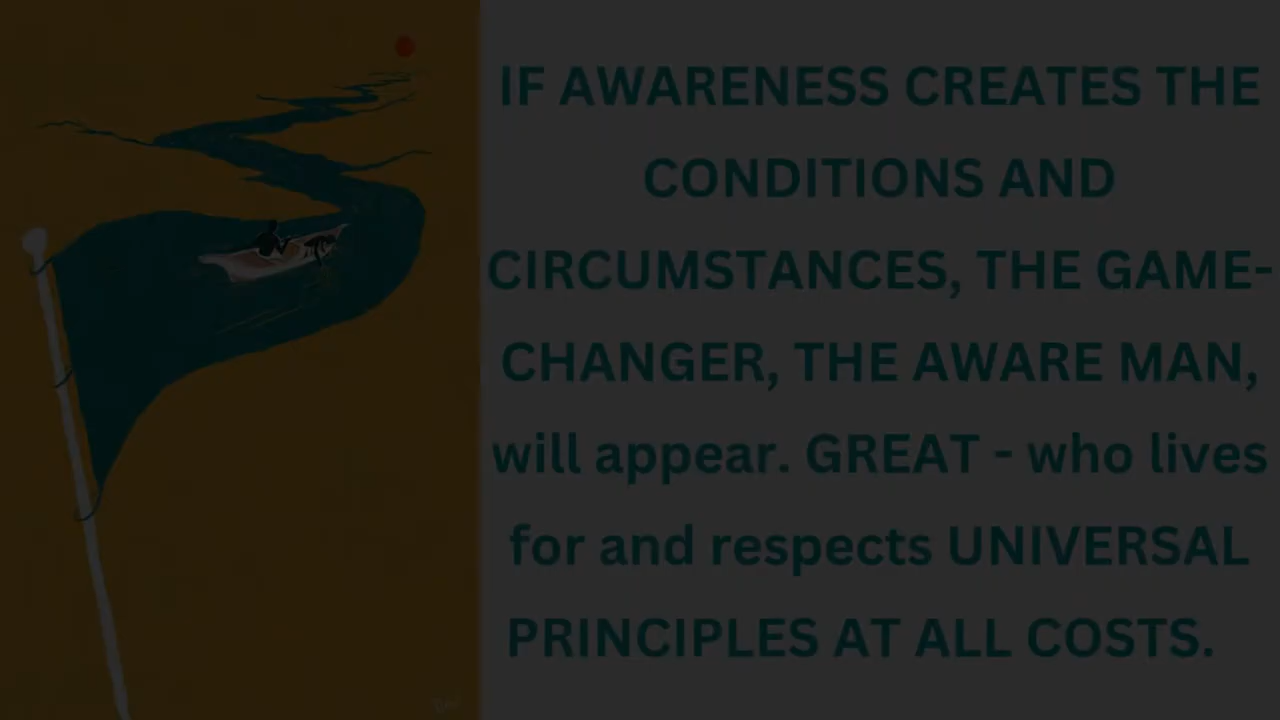 IF AWARENESS CREATES THE
CONDITIONS AND
CIRCUMSTANCES, THE GAME-
CHANGER, THE AWARE MAN,
will appear. GREAT - who lives
for and respects UNIVERSAL
PRINCIPLES AT ALL COSTS.